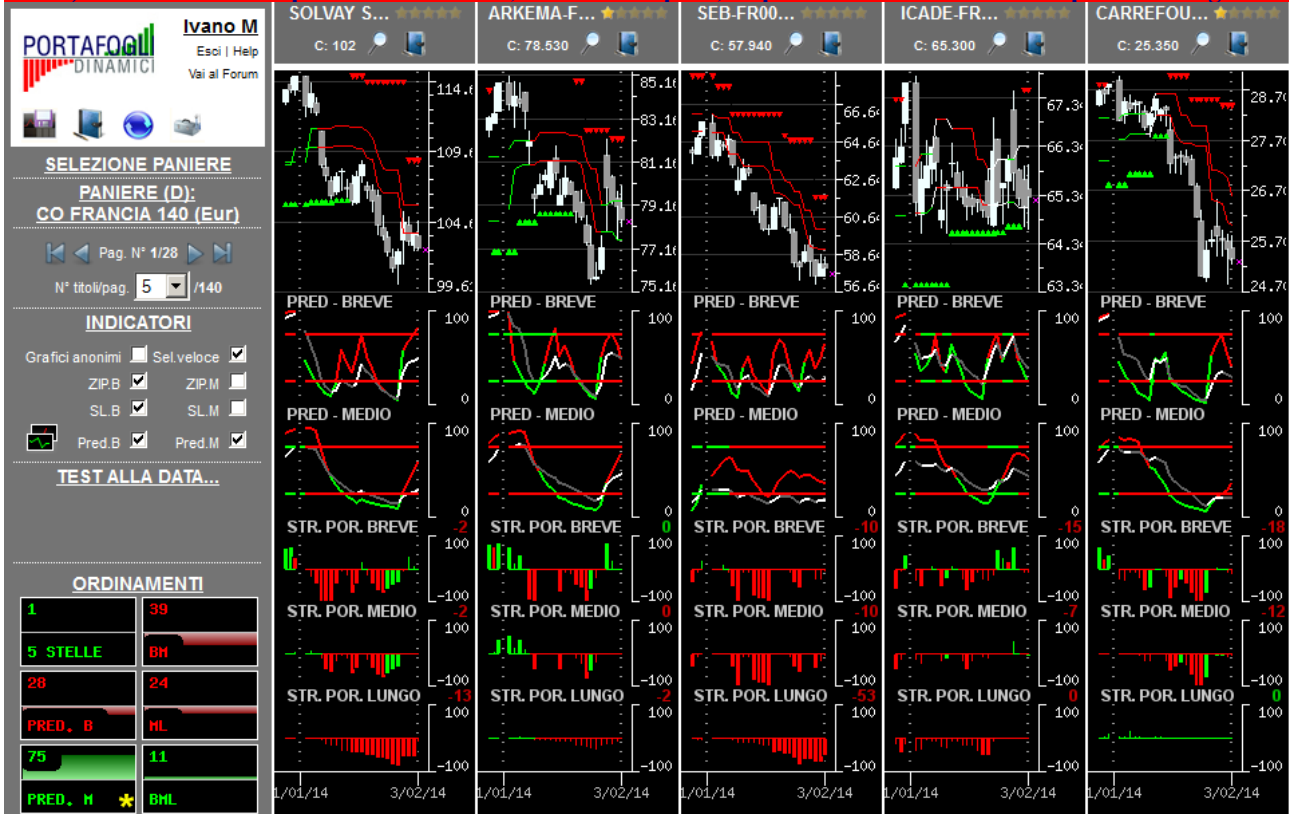 PORTAFOGLI
DINAMICI
Ivano M
Esci | Help
Vai al Forum
SELEZIONE PANIERE
PANIERE (D):
CO FRANCIA 140 (Eur)
Pag. N° 1/28
N° titoli/pag. 5 /140
INDICATORI
Grafici anonimi Sel.veloce
ZIP.B ZIP.M
SL.B SL.M
Pred.B Pred.M
TEST ALLA DATA...
ORDINAMENTI
1 39
5 STELLE BM
28 24
PRED. B ML
75 11
PRED. M BML
SOLVAY S...
C: 102
114.6
109.6
104.6
99.62
PRED - BREVE
100
0
PRED - MEDIO
100
0
STR. POR. BREVE -2
100
-100
STR. POR. MEDIO -2
100
-100
STR. POR. LUNGO -13
100
-100
1/01/14 3/02/14
ARKEMA-F...
C: 78.530
85.16
83.16
81.16
79.16
77.16
75.16
PRED - BREVE
100
0
PRED - MEDIO
100
0
STR. POR. BREVE 0
100
-100
STR. POR. MEDIO 0
100
-100
STR. POR. LUNGO -2
100
-100
1/01/14 3/02/14
SEB-FR00...
C: 57.940
66.66
64.66
62.66
60.66
58.66
56.66
PRED - BREVE
100
0
PRED - MEDIO
100
0
STR. POR. BREVE -10
100
-100
STR. POR. MEDIO -10
100
-100
STR. POR. LUNGO -53
100
-100
1/01/14 3/02/14
ICADE-FR...
C: 65.300
67.3
66.3
65.3
64.3
63.3
PRED - BREVE
100
0
PRED - MEDIO
100
0
STR. POR. BREVE -15
100
-100
STR. POR. MEDIO -7
100
-100
STR. POR. LUNGO 0
100
-100
1/01/14 3/02/14
CARREFOU...
C: 25.350
28.70
27.70
26.70
25.70
24.70
PRED - BREVE
100
0
PRED - MEDIO
100
0
STR. POR. BREVE -18
100
-100
STR. POR. MEDIO -12
100
-100
STR. POR. LUNGO 0
100
-100
1/01/14 3/02/14